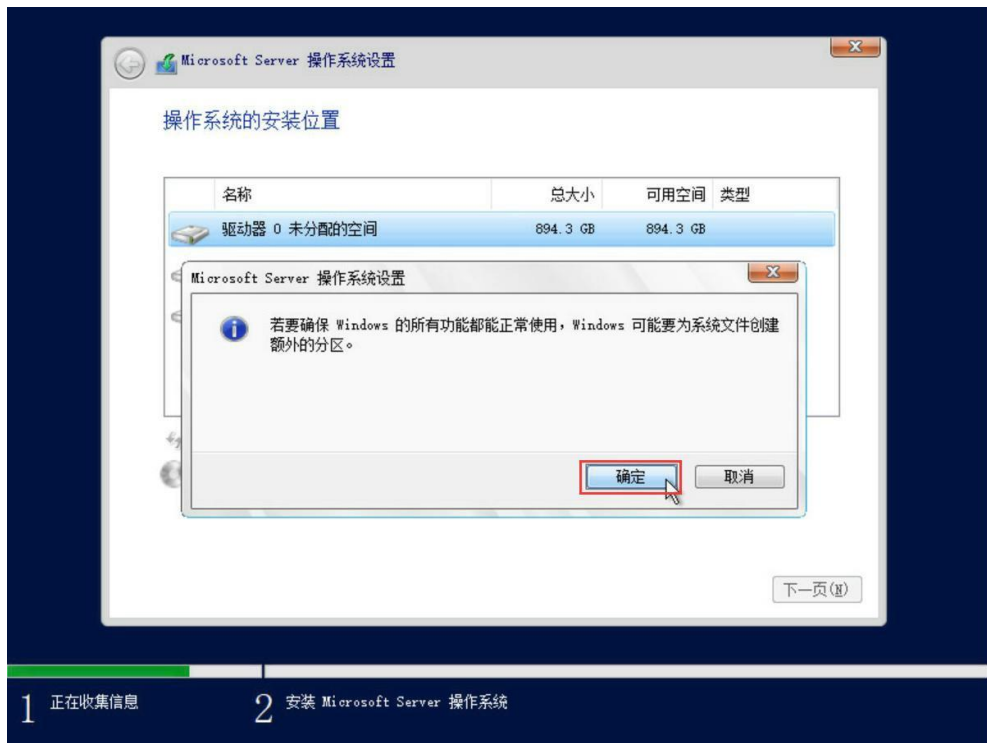 Microsoft Server 操作系统设置
操作系统的安装位置
名称 总大小 可用空间 类型
驱动器 0 未分配的空间 894.3 GB 894.3 GB
Microsoft Server 操作系统设置
若要确保 Windows 的所有功能都能正常使用，Windows 可能要为系统文件创建
额外的分区。
确定 取消
下一页(N)
1 正在收集信息 2 安装 Microsoft Server 操作系统